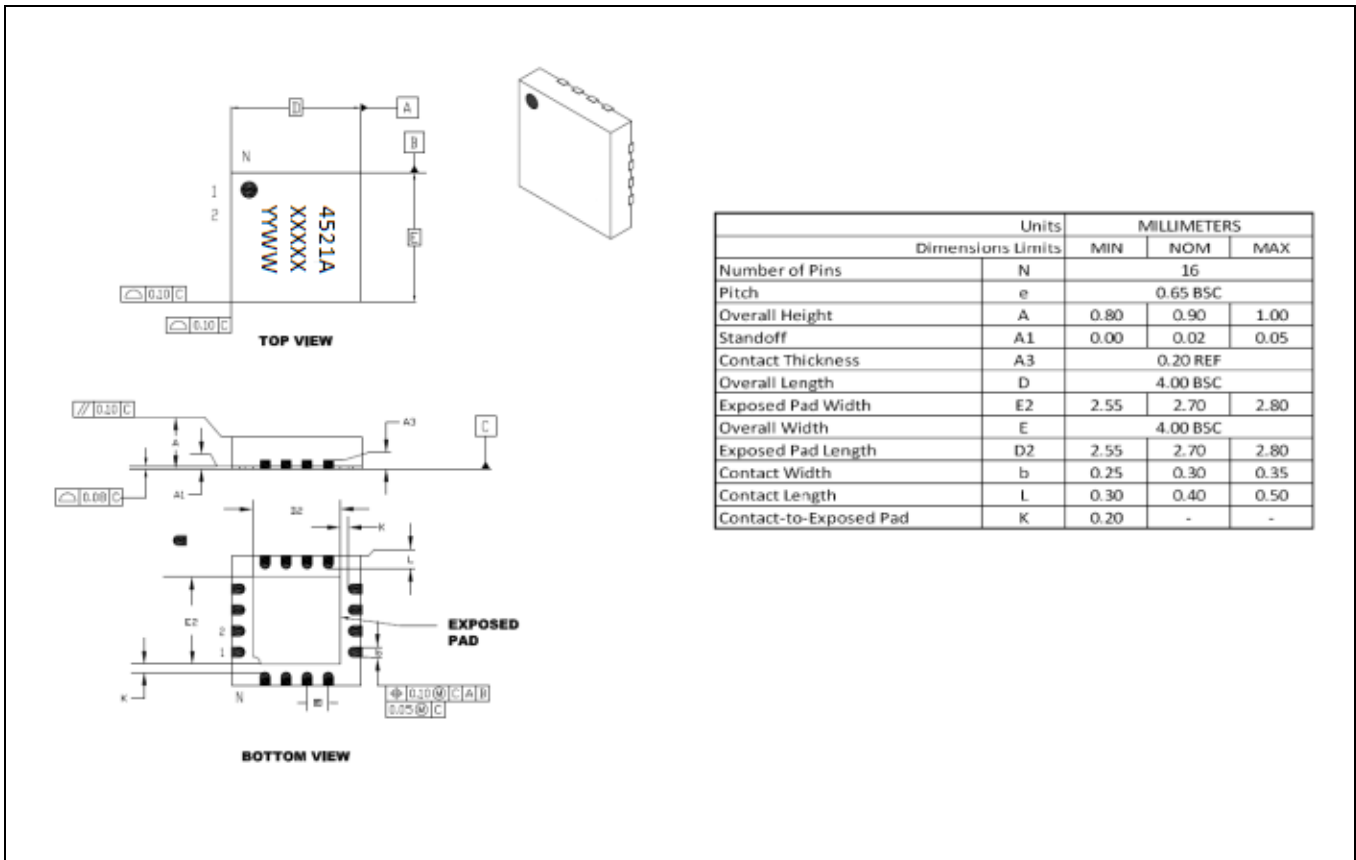 D
A
B
N
1
2
4521A
XXXXX
YYWW
E
⌓ 0.10 C
⌓ 0.10 C
TOP VIEW
// 0.10 C
A
A3
C
A1
⌓ 0.08 C
D2
K
L
E2
EXPOSED
PAD
2
1
K
N
e
b
⌖ 0.10 Ⓜ C A B
0.05 Ⓜ C
BOTTOM VIEW
Units MILLIMETERS
Dimensions Limits MIN NOM MAX
Number of Pins N 16
Pitch e 0.65 BSC
Overall Height A 0.80 0.90 1.00
Standoff A1 0.00 0.02 0.05
Contact Thickness A3 0.20 REF
Overall Length D 4.00 BSC
Exposed Pad Width E2 2.55 2.70 2.80
Overall Width E 4.00 BSC
Exposed Pad Length D2 2.55 2.70 2.80
Contact Width b 0.25 0.30 0.35
Contact Length L 0.30 0.40 0.50
Contact-to-Exposed Pad K 0.20 - -